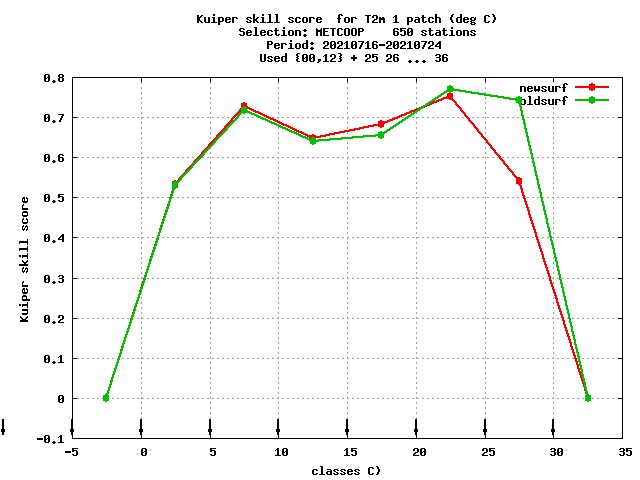 Kuiper skill score  for T2m 1 patch (deg C)
Selection: METCOOP    650 stations
Period: 20210716-20210724
Used {00,12} + 25 26 ... 36
newsurf
oldsurf
Kuiper skill score
0.8
0.7
0.6
0.5
0.4
0.3
0.2
0.1
0
-0.1
-5 0 5 10 15 20 25 30 35
classes C)